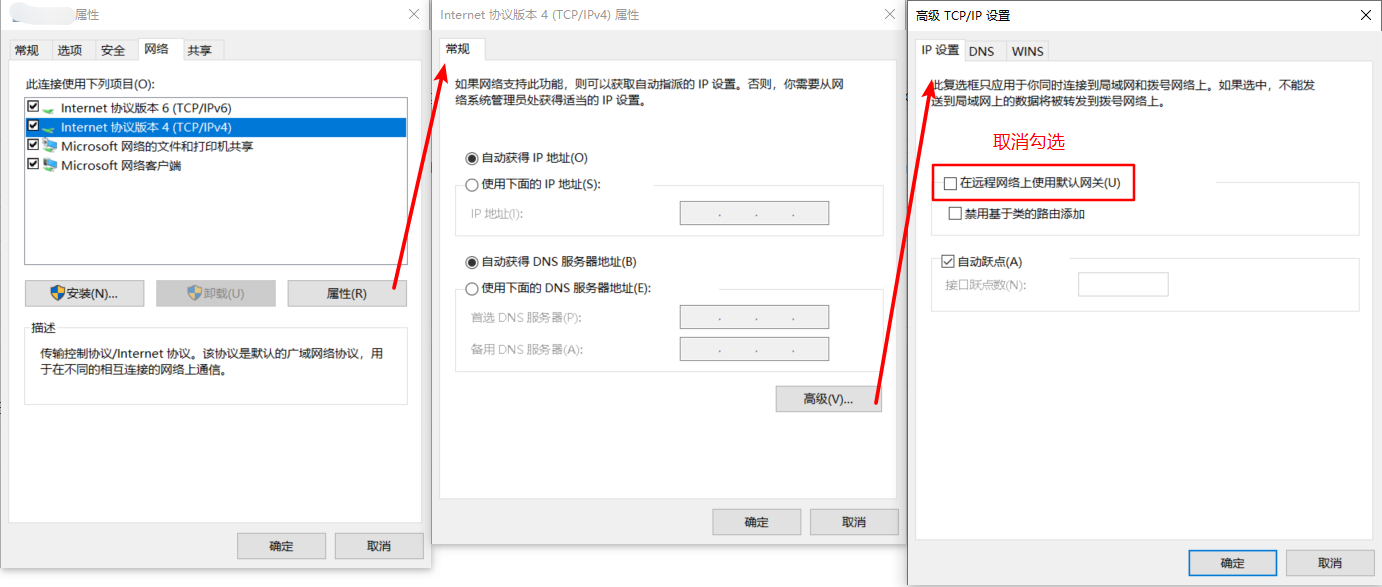 属性
常规
选项
安全
网络
共享
此连接使用下列项目(O):
Internet 协议版本 6 (TCP/IPv6)
Internet 协议版本 4 (TCP/IPv4)
Microsoft 网络的文件和打印机共享
Microsoft 网络客户端
安装(N)...
卸载(U)
属性(R)
描述
传输控制协议/Internet 协议。该协议是默认的广域网络协议，用
于在不同的相互连接的网络上通信。
确定
取消
Internet 协议版本 4 (TCP/IPv4) 属性
常规
如果网络支持此功能，则可以获取自动指派的 IP 设置。否则，你需要从网
络系统管理员处获得适当的 IP 设置。
自动获得 IP 地址(O)
使用下面的 IP 地址(S):
IP 地址(I):
自动获得 DNS 服务器地址(B)
使用下面的 DNS 服务器地址(E):
首选 DNS 服务器(P):
备用 DNS 服务器(A):
高级(V)...
确定
取消
高级 TCP/IP 设置
IP 设置
DNS
WINS
此复选框只应用于你同时连接到局域网和拨号网络上。如果选中，不能发
送到局域网上的数据将被转发到拨号网络上。
取消勾选
在远程网络上使用默认网关(U)
禁用基于类的路由添加
自动跃点(A)
接口跃点数(N):
确定
取消